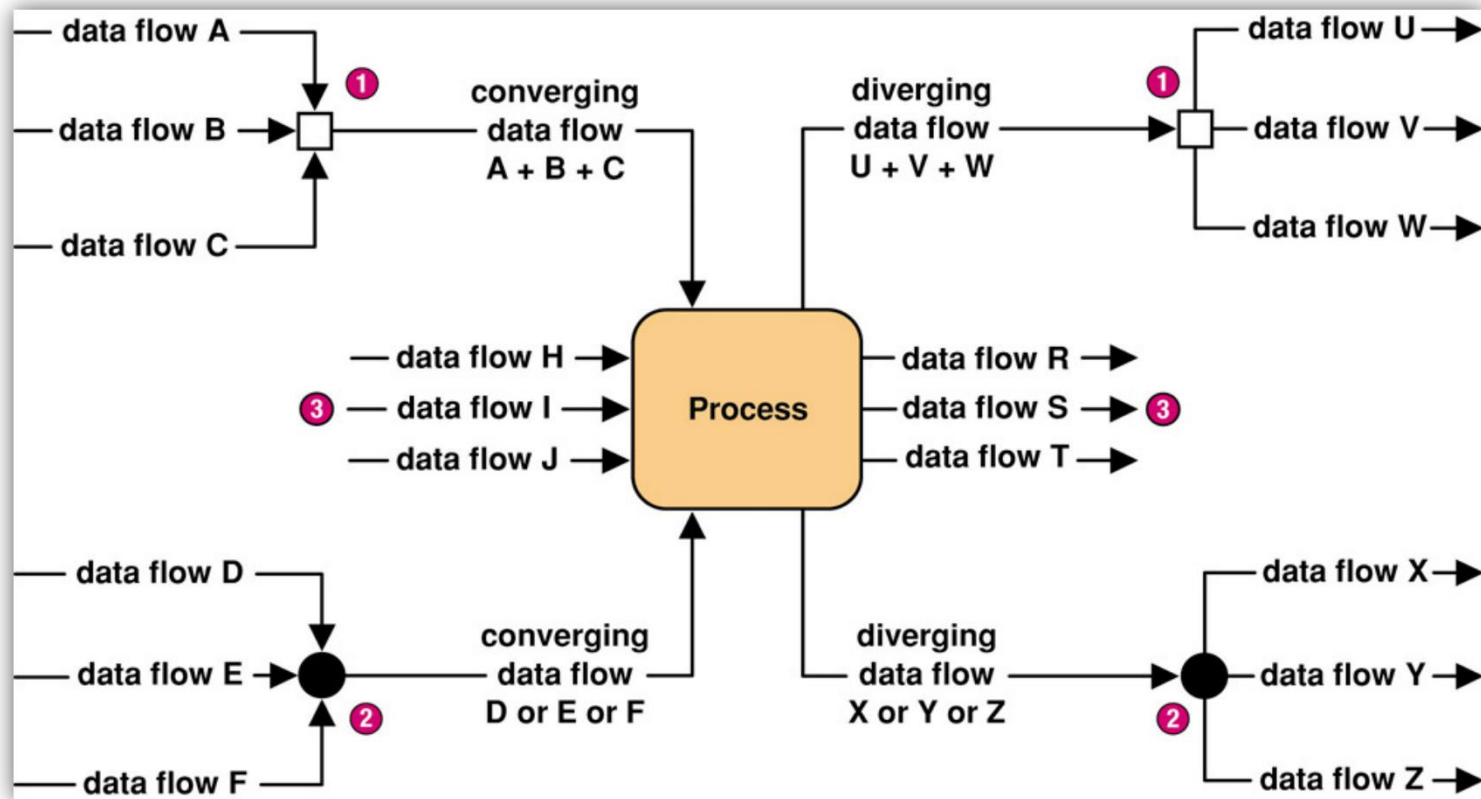 data flow A
data flow B
data flow C
1
converging
data flow
A + B + C
diverging
data flow
U + V + W
1
data flow U
data flow V
data flow W
data flow H
3 data flow I
data flow J
Process
data flow R
data flow S 3
data flow T
data flow D
data flow E
data flow F
2
converging
data flow
D or E or F
diverging
data flow
X or Y or Z
2
data flow X
data flow Y
data flow Z